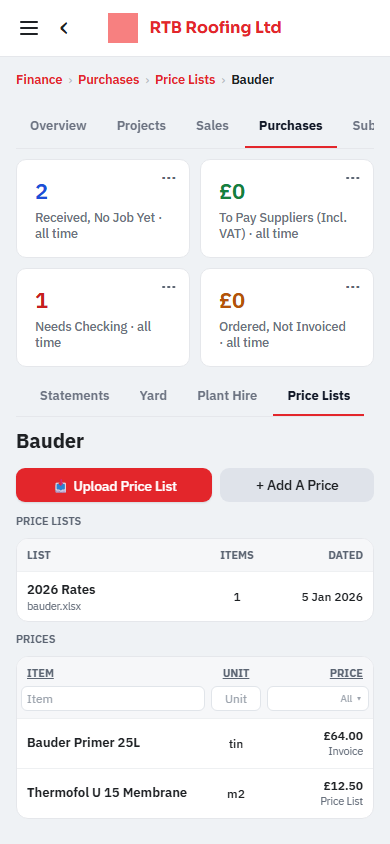 RTB Roofing Ltd
Finance › Purchases › Price Lists › Bauder
Overview Projects Sales Purchases Sub
2
Received, No Job Yet ·
all time
£0
To Pay Suppliers (Incl.
VAT) · all time
1
Needs Checking · all
time
£0
Ordered, Not Invoiced
· all time
Statements Yard Plant Hire Price Lists
Bauder
Upload Price List
+ Add A Price
PRICE LISTS
LIST ITEMS DATED
2026 Rates
bauder.xlsx
1
5 Jan 2026
PRICES
ITEM UNIT PRICE
Item Unit All
Bauder Primer 25L
tin
£64.00
Invoice
Thermofol U 15 Membrane
m2
£12.50
Price List